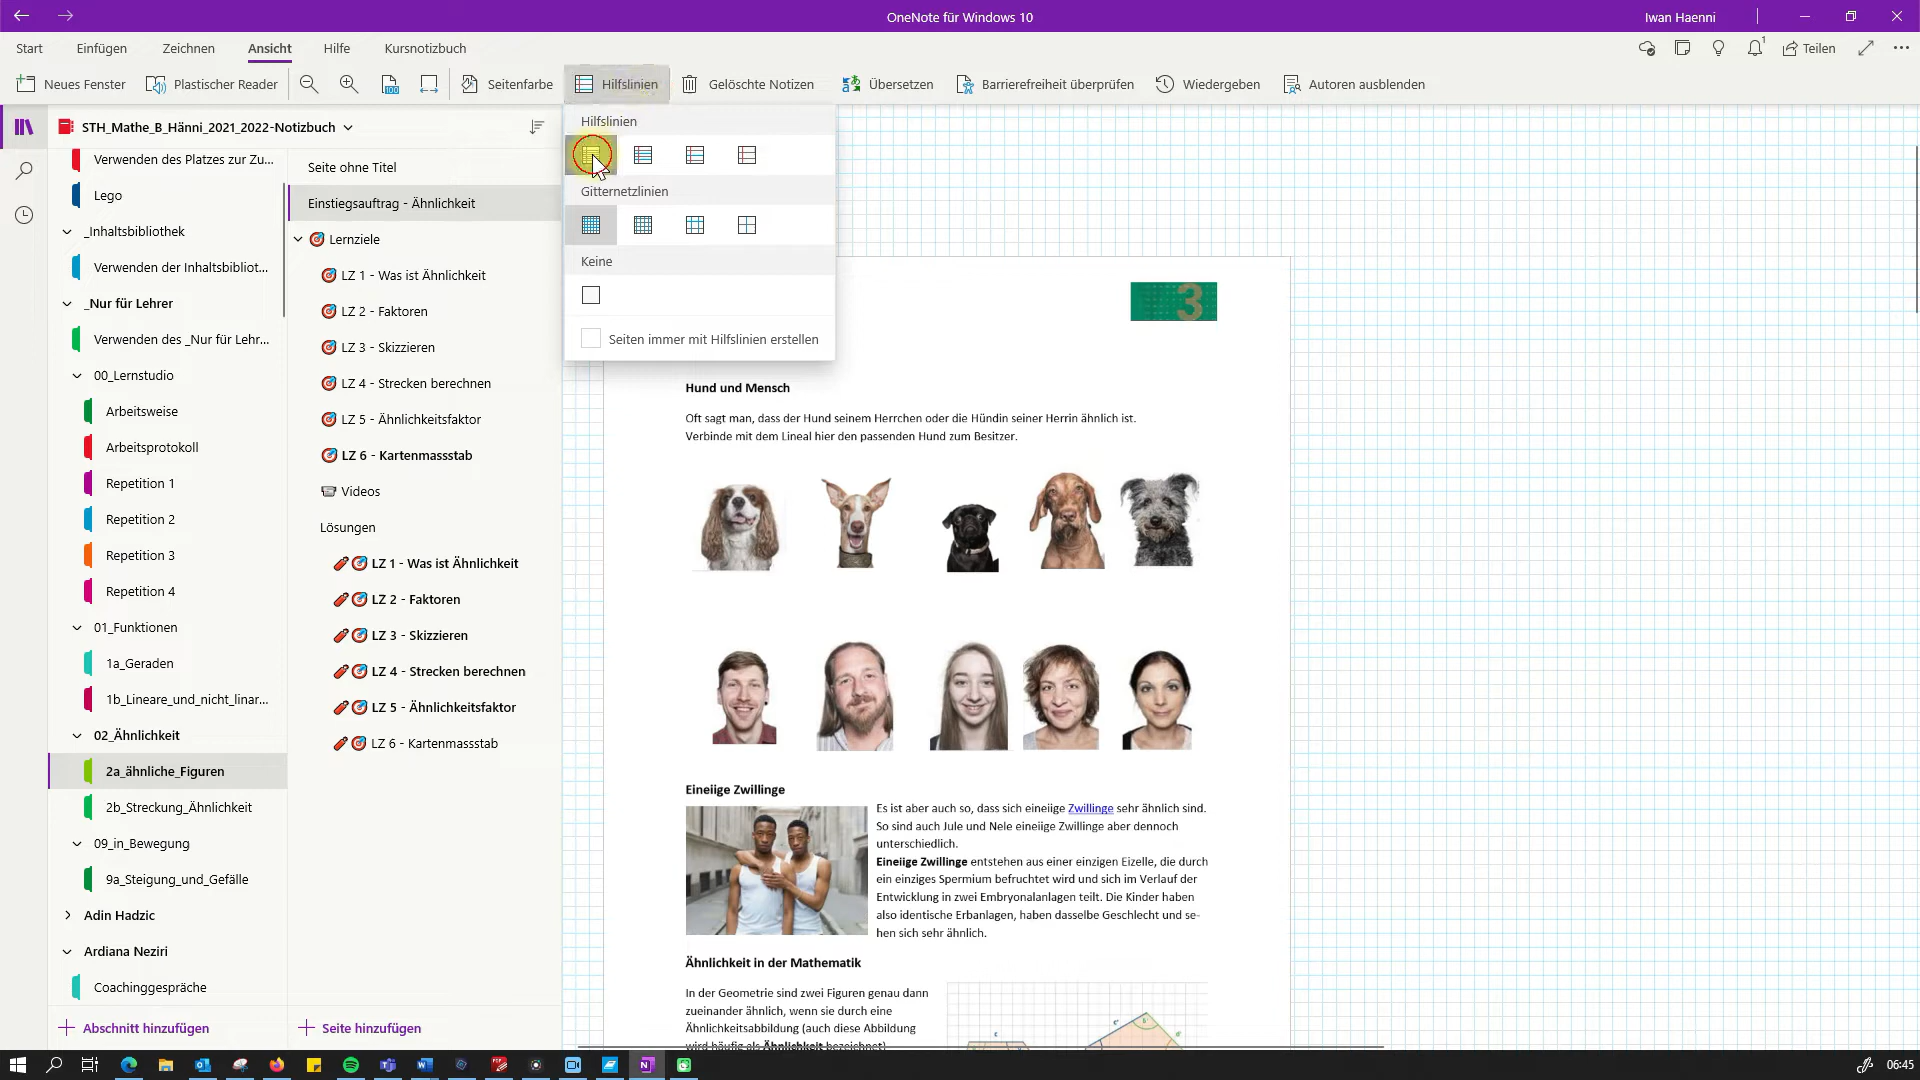 OneNote für Windows 10
Iwan Haenni
Start
Einfügen
Zeichnen
Ansicht
Hilfe
Kursnotizbuch
1
Teilen
Neues Fenster
Plastischer Reader
100
Seitenfarbe
Hilfslinien
Gelöschte Notizen
Übersetzen
Barrierefreiheit überprüfen
Wiedergeben
Autoren ausblenden
STH_Mathe_B_Hänni_2021_2022-Notizbuch
Verwenden des Platzes zur Zu...
Lego
_Inhaltsbibliothek
Verwenden der Inhaltsbibliot...
_Nur für Lehrer
Verwenden des _Nur für Lehr...
00_Lernstudio
Arbeitsweise
Arbeitsprotokoll
Repetition 1
Repetition 2
Repetition 3
Repetition 4
01_Funktionen
1a_Geraden
1b_Lineare_und_nicht_linar...
02_Ähnlichkeit
2a_ähnliche_Figuren
2b_Streckung_Ähnlichkeit
09_in_Bewegung
9a_Steigung_und_Gefälle
Adin Hadzic
Ardiana Neziri
Coachinggespräche
Abschnitt hinzufügen
Seite ohne Titel
Einstiegsauftrag - Ähnlichkeit
Lernziele
LZ 1 - Was ist Ähnlichkeit
LZ 2 - Faktoren
LZ 3 - Skizzieren
LZ 4 - Strecken berechnen
LZ 5 - Ähnlichkeitsfaktor
LZ 6 - Kartenmassstab
Videos
Lösungen
LZ 1 - Was ist Ähnlichkeit
LZ 2 - Faktoren
LZ 3 - Skizzieren
LZ 4 - Strecken berechnen
LZ 5 - Ähnlichkeitsfaktor
LZ 6 - Kartenmassstab
Seite hinzufügen
Hilfslinien
Gitternetzlinien
Keine
Seiten immer mit Hilfslinien erstellen
3
Hund und Mensch
Oft sagt man, dass der Hund seinem Herrchen oder die Hündin seiner Herrin ähnlich ist.
Verbinde mit dem Lineal hier den passenden Hund zum Besitzer.
Eineiige Zwillinge
Es ist aber auch so, dass sich eineiige Zwillinge sehr ähnlich sind.
So sind auch Jule und Nele eineiige Zwillinge aber dennoch
unterschiedlich.
Eineiige Zwillinge entstehen aus einer einzigen Eizelle, die durch
ein einziges Spermium befruchtet wird und sich im Verlauf der
Entwicklung in zwei Embryonalanlagen teilt. Die Kinder haben
also identische Erbanlagen, haben dasselbe Geschlecht und se-
hen sich sehr ähnlich.
Ähnlichkeit in der Mathematik
In der Geometrie sind zwei Figuren genau dann
zueinander ähnlich, wenn sie durch eine
Ähnlichkeitsabbildung (auch diese Abbildung
wird häufig als Ähnlichkeit bezeichnet)
06:45